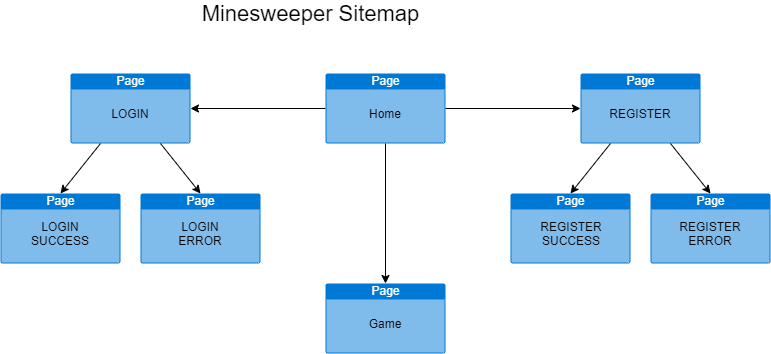 Minesweeper Sitemap
Page
LOGIN
Page
Home
Page
REGISTER
Page
LOGIN
SUCCESS
Page
LOGIN
ERROR
Page
REGISTER
SUCCESS
Page
REGISTER
ERROR
Page
Game